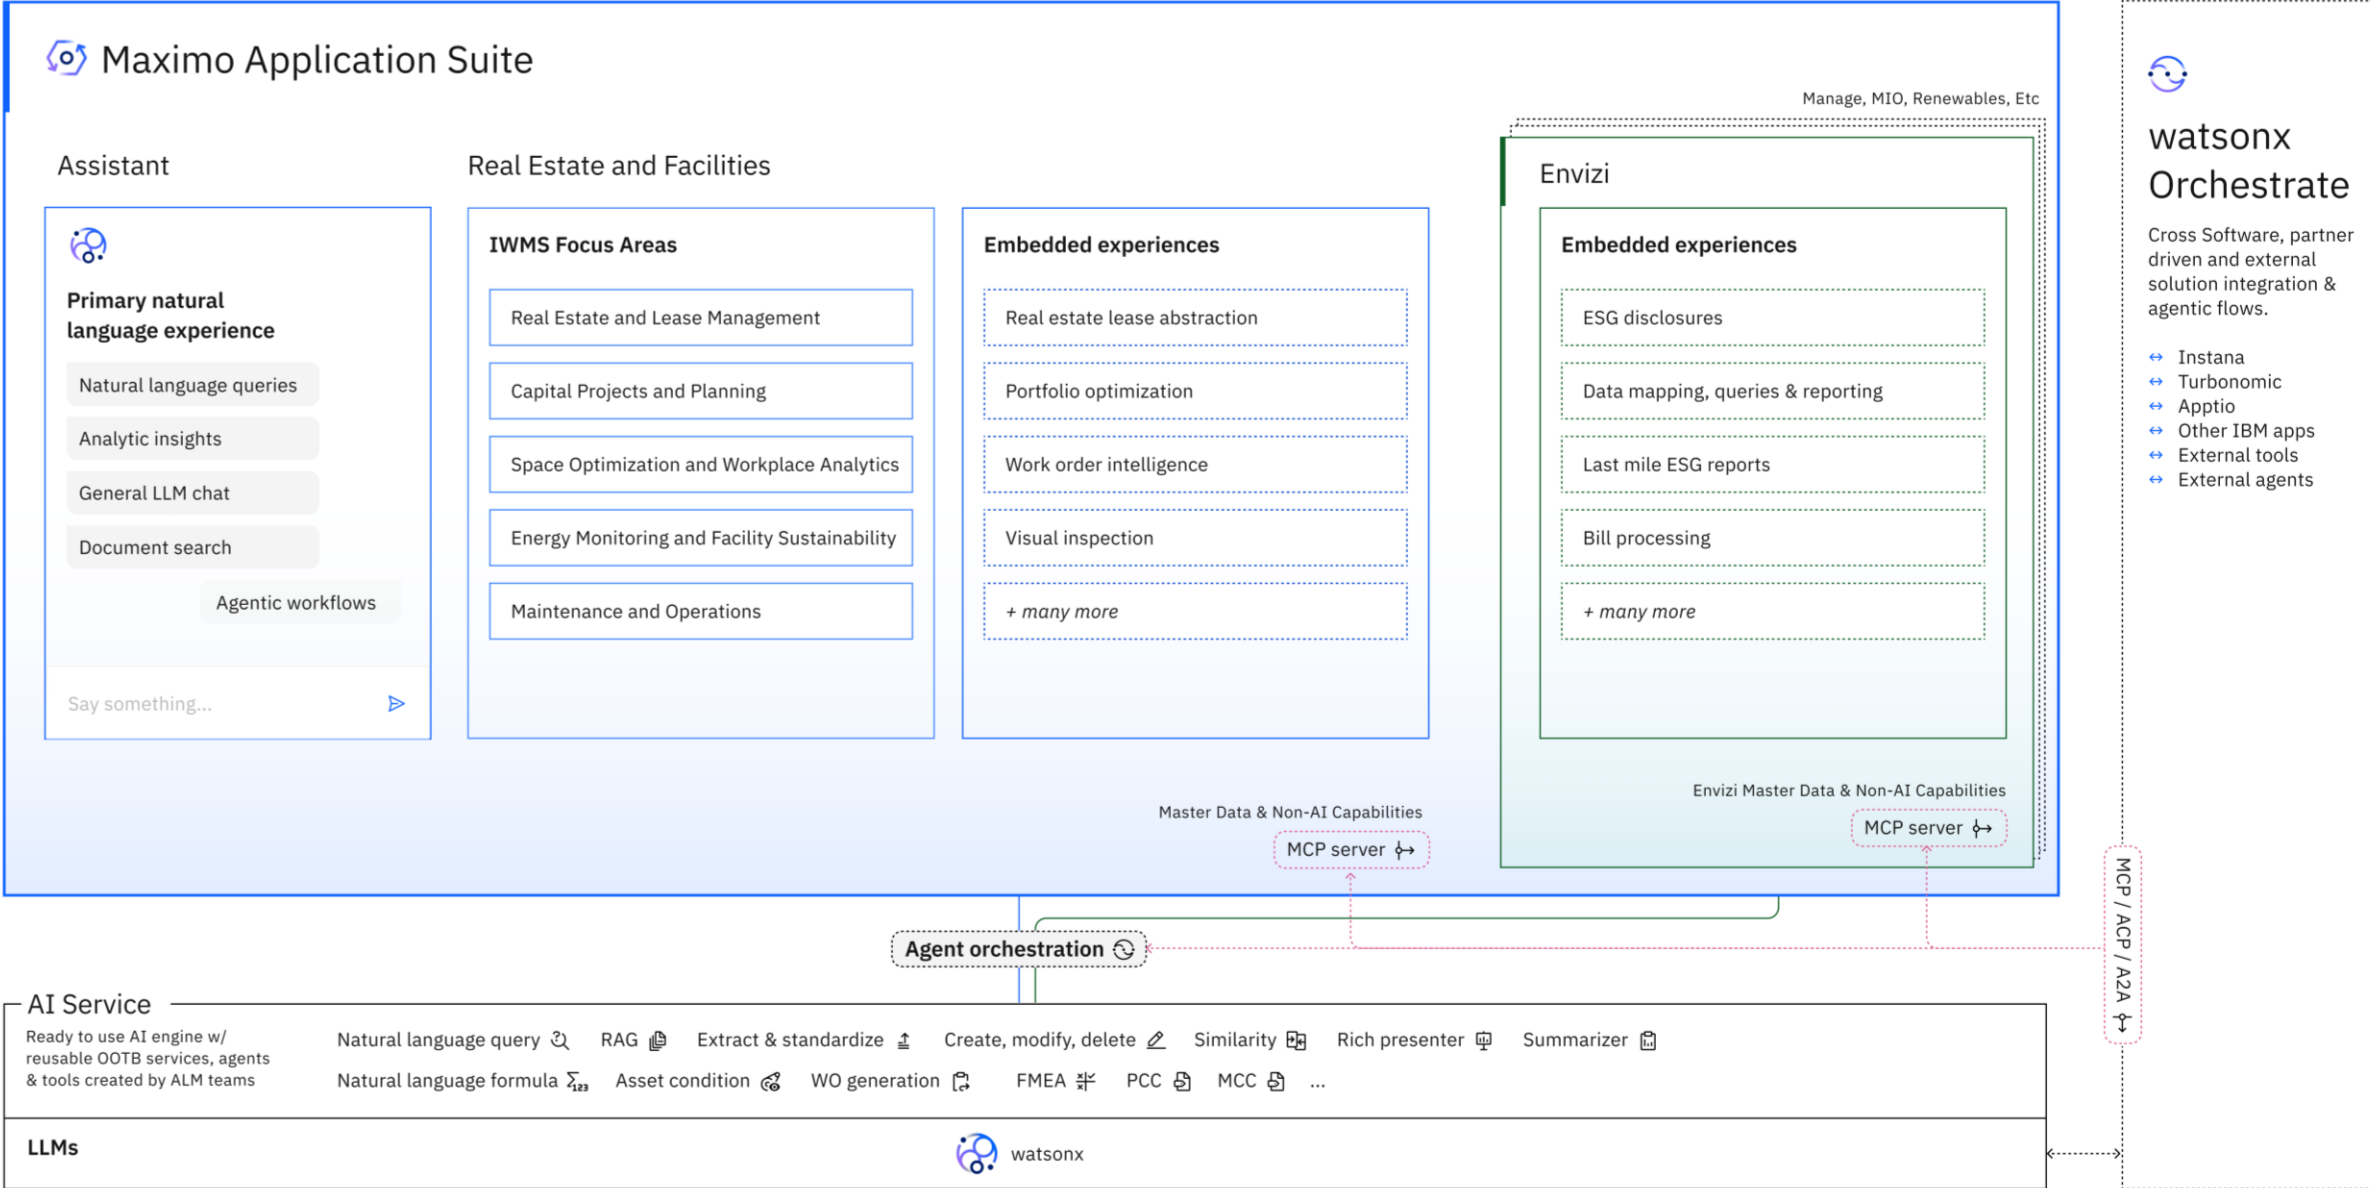 Maximo Application Suite
Assistant
Primary natural
language experience
Natural language queries
Analytic insights
General LLM chat
Document search
Agentic workflows
Say something...
Real Estate and Facilities
IWMS Focus Areas
Real Estate and Lease Management
Capital Projects and Planning
Space Optimization and Workplace Analytics
Energy Monitoring and Facility Sustainability
Maintenance and Operations
Embedded experiences
Real estate lease abstraction
Portfolio optimization
Work order intelligence
Visual inspection
+ many more
Master Data & Non-AI Capabilities
MCP server
Manage, MIO, Renewables, Etc
Envizi
Embedded experiences
ESG disclosures
Data mapping, queries & reporting
Last mile ESG reports
Bill processing
+ many more
Envizi Master Data & Non-AI Capabilities
MCP server
watsonx
Orchestrate
Cross Software, partner
driven and external
solution integration &
agentic flows.
Instana
Turbonomic
Apptio
Other IBM apps
External tools
External agents
MCP / ACP / A2A
Agent orchestration
AI Service
Ready to use AI engine w/
reusable OOTB services, agents
& tools created by ALM teams
Natural language query RAG Extract & standardize Create, modify, delete Similarity Rich presenter Summarizer
Natural language formula Asset condition WO generation FMEA PCC MCC ...
LLMs
watsonx